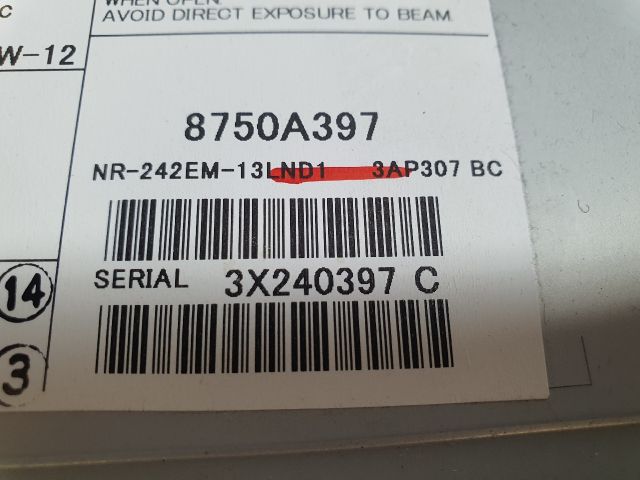 WHEN OPEN.
AVOID DIRECT EXPOSURE TO BEAM
C
W-12
8750A397
NR-242EM-13LND1 3AP307 BC
SERIAL 3X240397 C
14
3